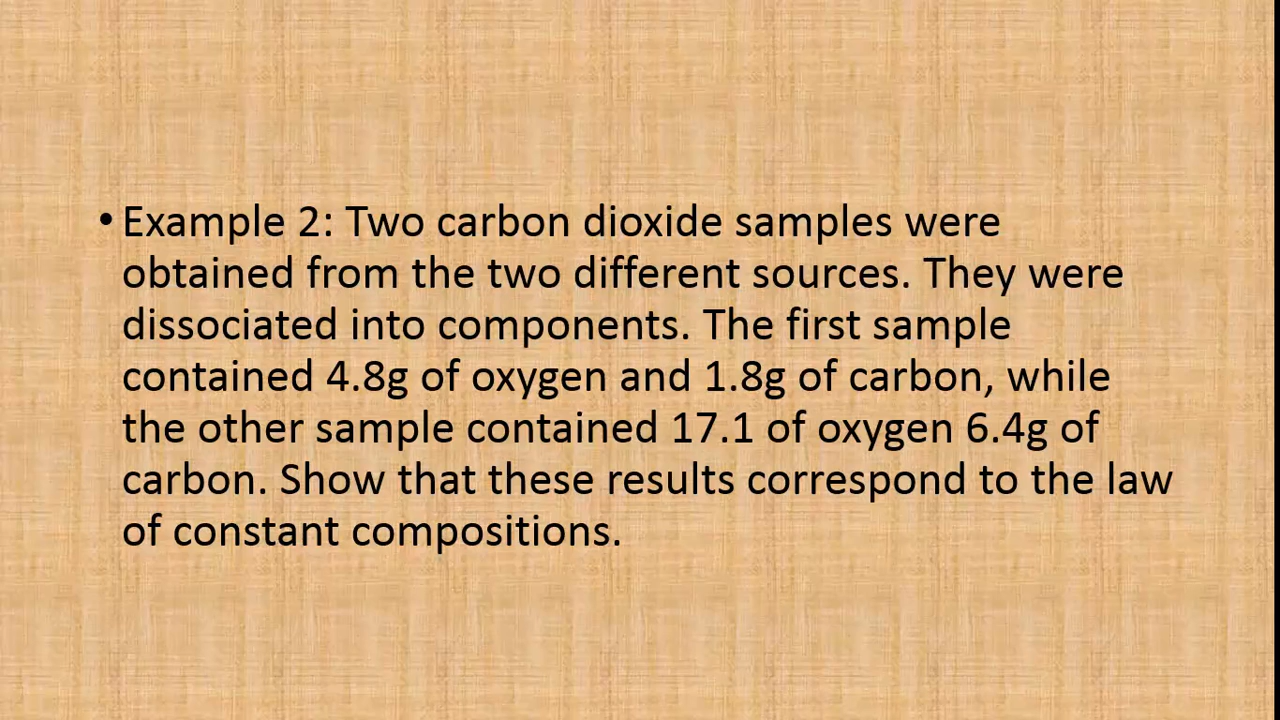 • Example 2: Two carbon dioxide samples were
obtained from the two different sources. They were
dissociated into components. The first sample
contained 4.8g of oxygen and 1.8g of carbon, while
the other sample contained 17.1 of oxygen 6.4g of
carbon. Show that these results correspond to the law
of constant compositions.